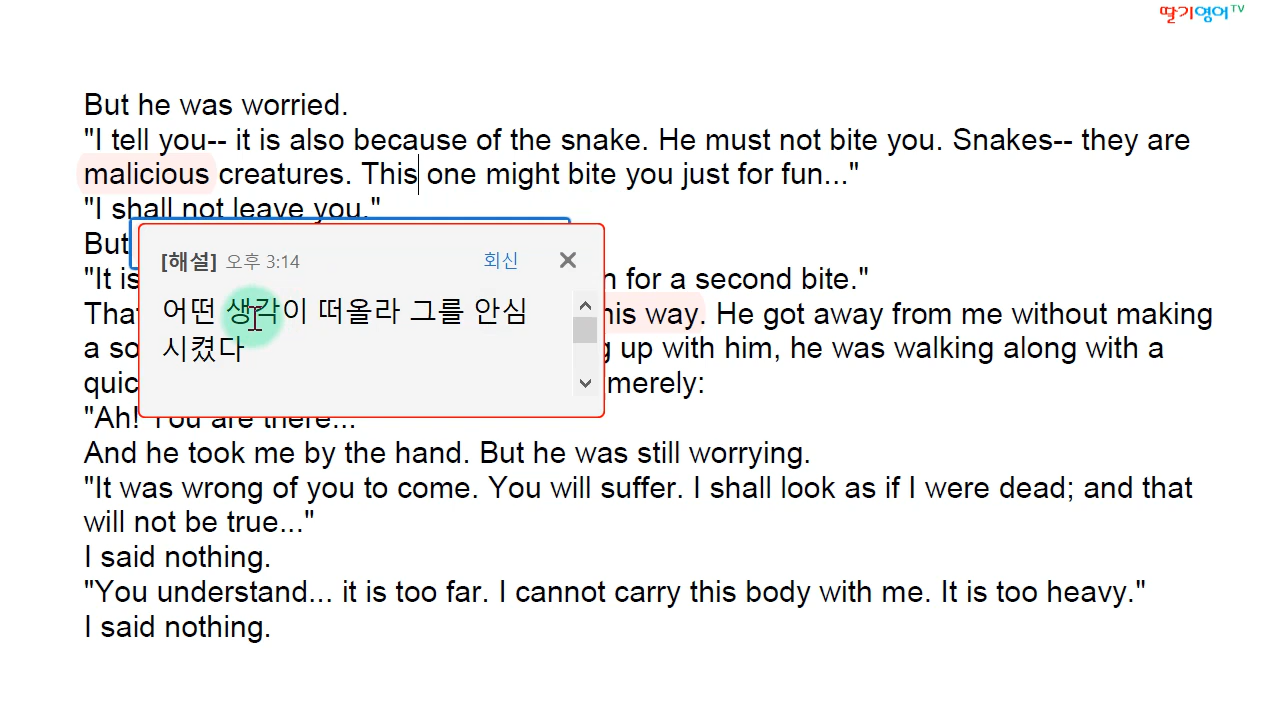 딸기영어TV
But he was worried.
"I tell you-- it is also because of the snake. He must not bite you. Snakes-- they are
malicious creatures. This one might bite you just for fun..."
"I shall not leave you."
But
[해설] 오후 3:14 회신
"It is for a second bite."
어떤 생각이 떠올라 그를 안심
his way. He got away from me without making
시켰다
a up with him, he was walking along with a
merely:
"Ah! You are there..."
And he took me by the hand. But he was still worrying.
"It was wrong of you to come. You will suffer. I shall look as if I were dead; and that
will not be true..."
I said nothing.
"You understand... it is too far. I cannot carry this body with me. It is too heavy."
I said nothing.